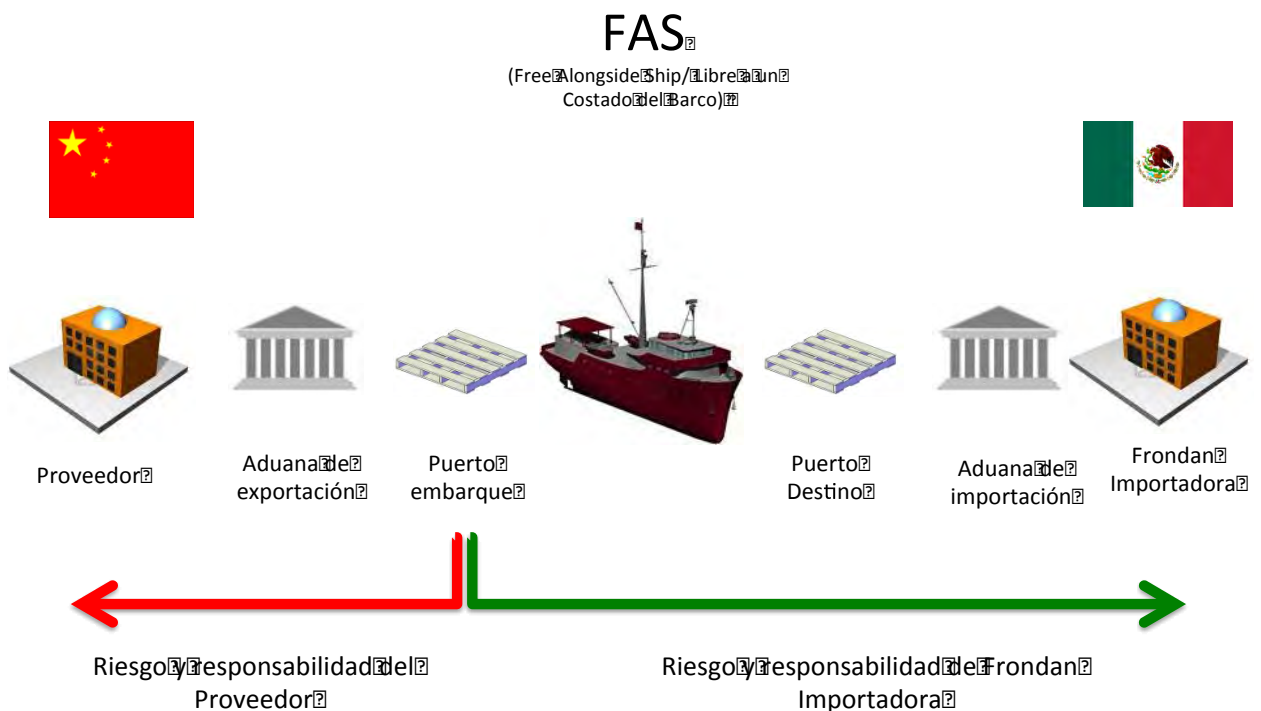 FAS
(Free Alongside Ship/ Libre a un
Costado del Barco)
Proveedor
Aduana de
exportación
Puerto
embarque
Puerto
Destino
Aduana de
importación
Frondan
Importadora
Riesgo y responsabilidad del
Proveedor
Riesgo y responsabilidad de Frondan
Importadora